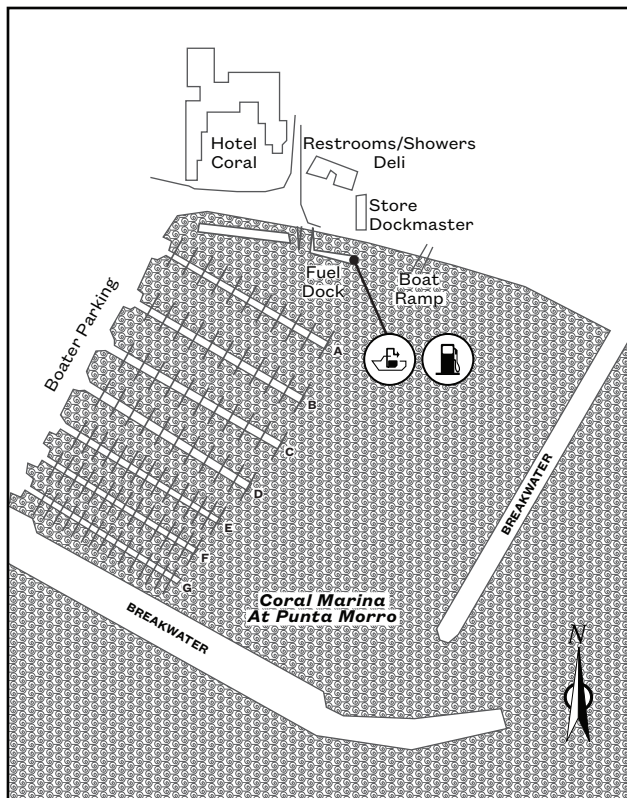 Hotel
Coral
Restrooms/Showers
Deli
Store
Dockmaster
Fuel
Dock
Boat
Ramp
Boater Parking
A
B
C
D
E
F
G
BREAKWATER
BREAKWATER
Coral Marina
At Punta Morro
N